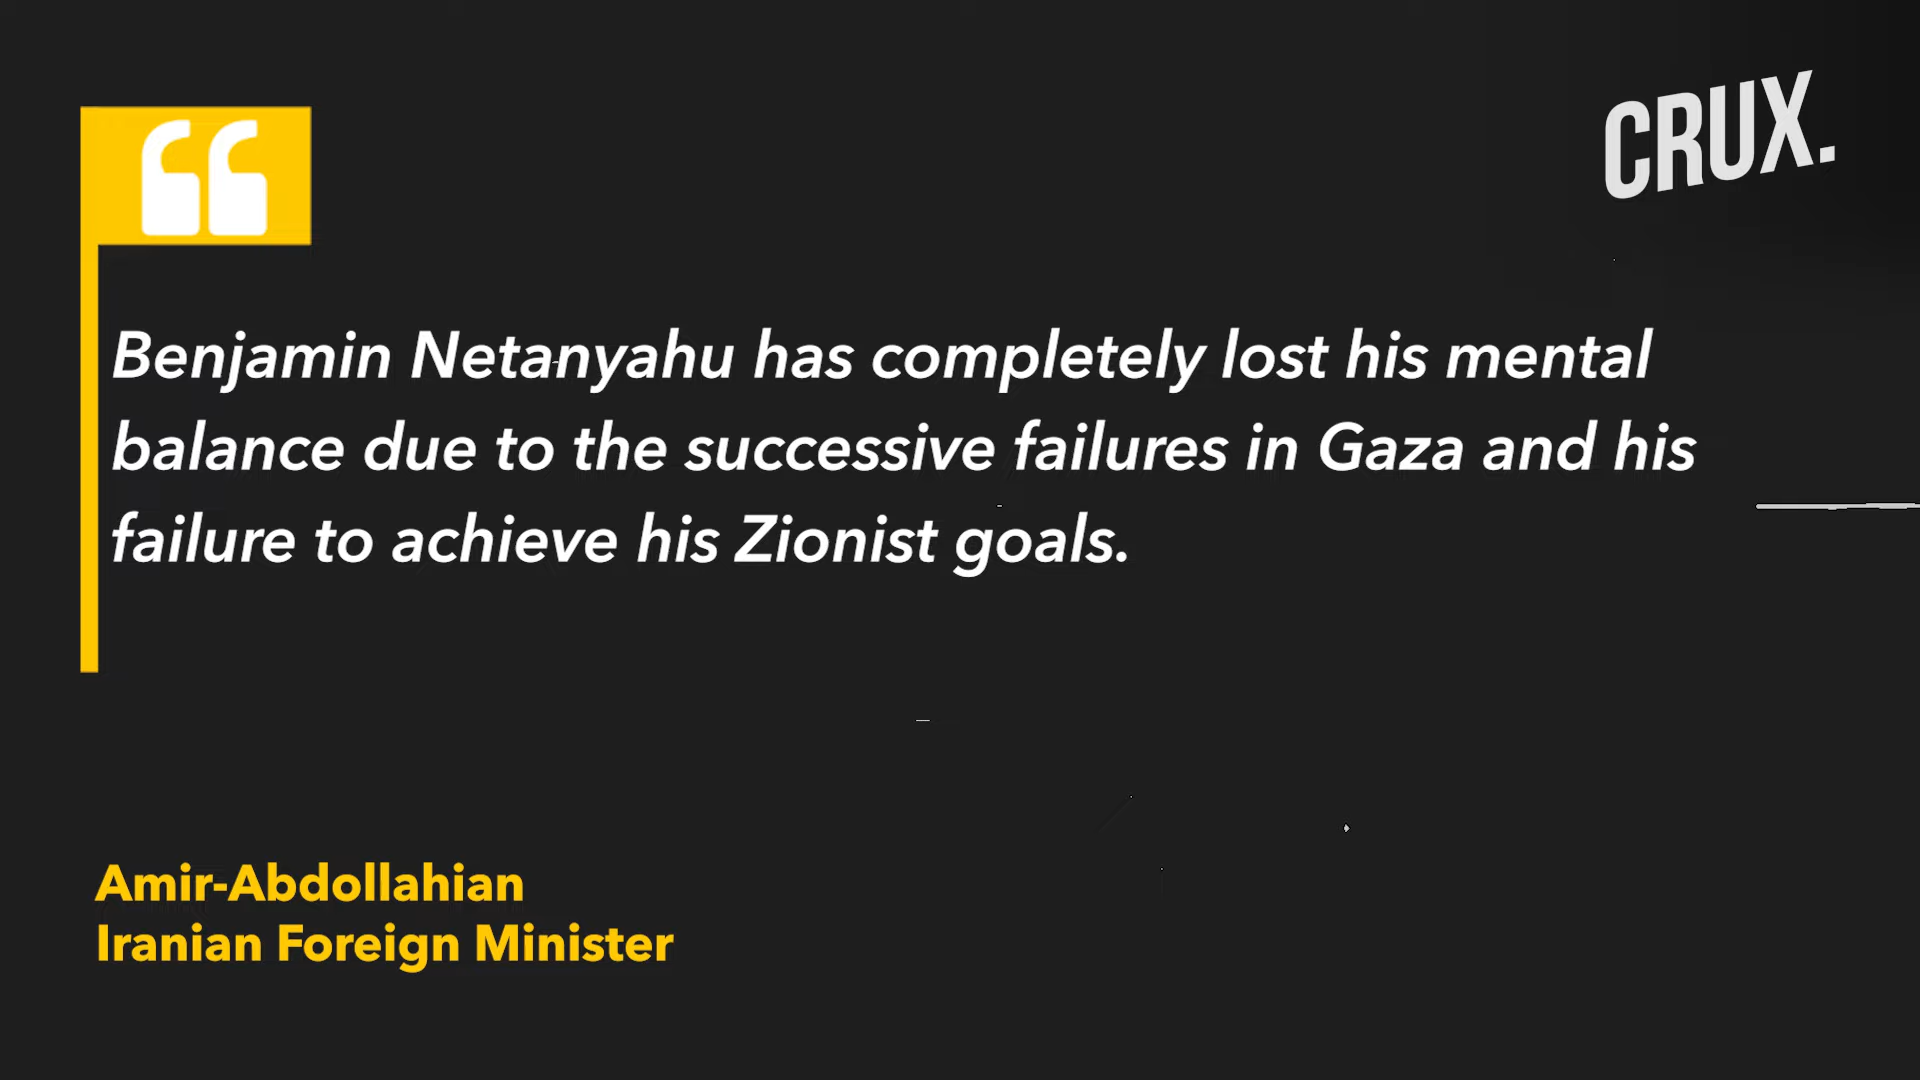 CRUX.
Benjamin Netanyahu has completely lost his mental
balance due to the successive failures in Gaza and his
failure to achieve his Zionist goals.
Amir-Abdollahian
Iranian Foreign Minister